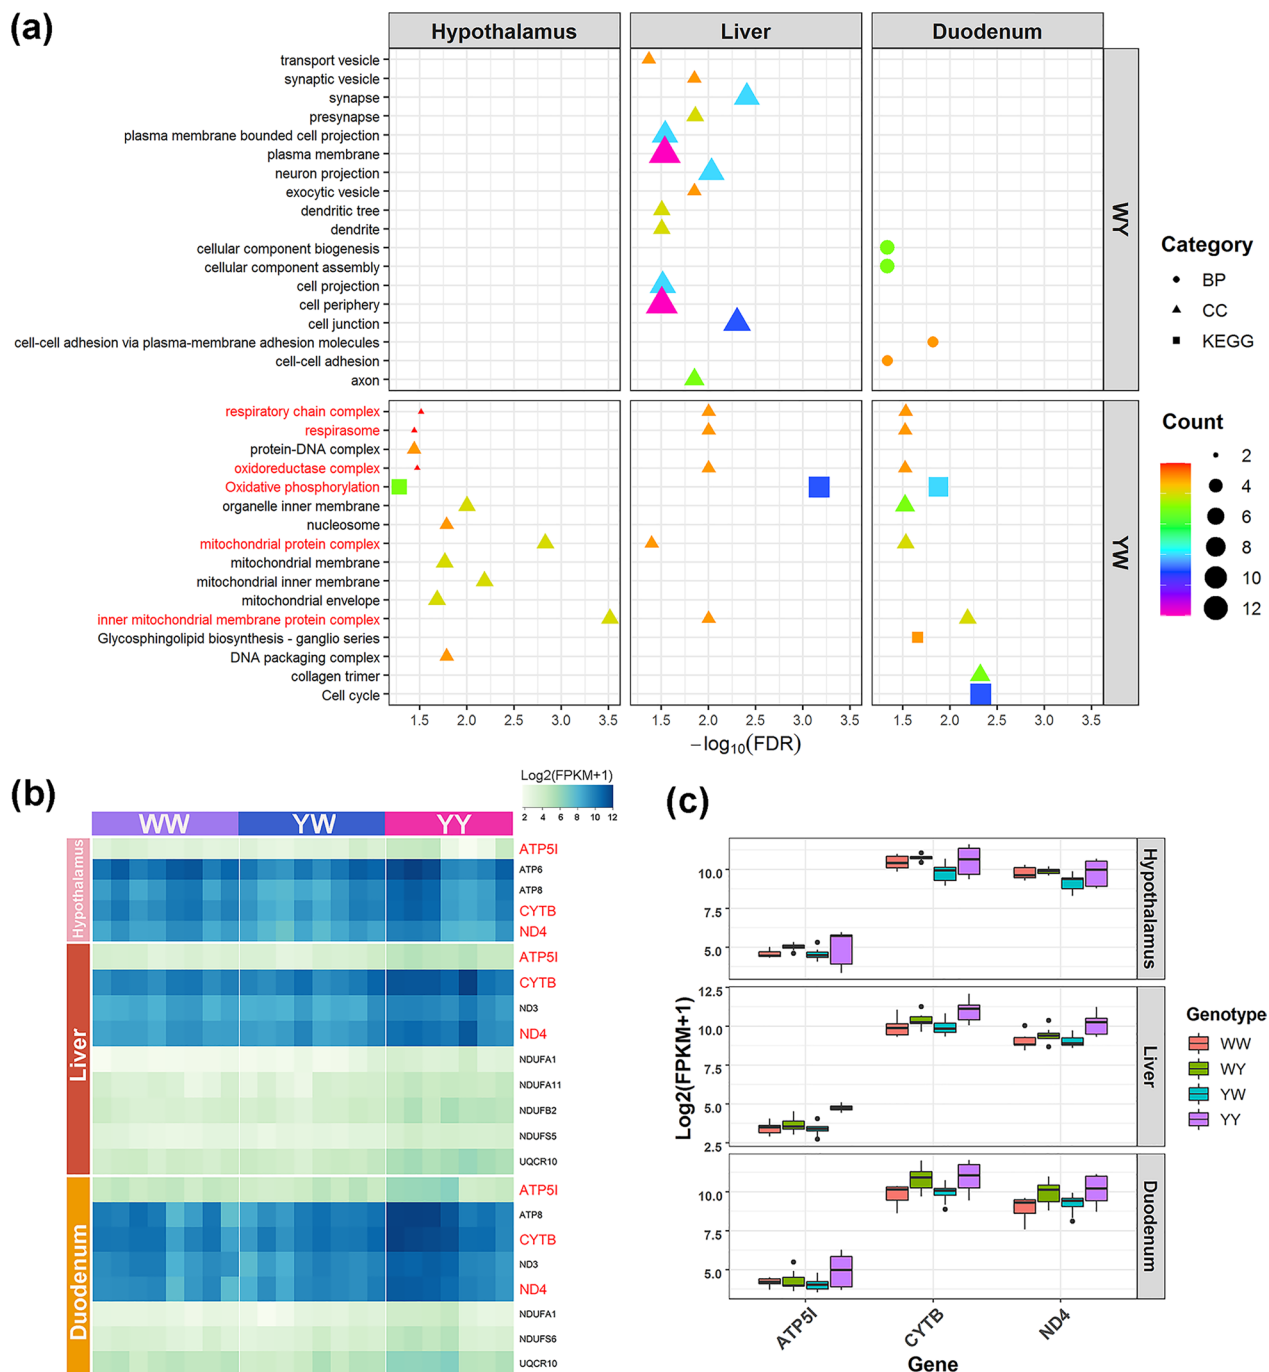 (a)
Hypothalamus Liver Duodenum
transport vesicle
synaptic vesicle
synapse
presynapse
plasma membrane bounded cell projection
plasma membrane
neuron projection
exocytic vesicle
dendritic tree
dendrite
cellular component biogenesis
cellular component assembly
cell projection
cell periphery
cell junction
cell-cell adhesion via plasma-membrane adhesion molecules
cell-cell adhesion
axon
WY
respiratory chain complex
respirasome
protein-DNA complex
oxidoreductase complex
Oxidative phosphorylation
organelle inner membrane
nucleosome
mitochondrial protein complex
mitochondrial membrane
mitochondrial inner membrane
mitochondrial envelope
inner mitochondrial membrane protein complex
Glycosphingolipid biosynthesis - ganglio series
DNA packaging complex
collagen trimer
Cell cycle
YW
1.5 2.0 2.5 3.0 3.5 1.5 2.0 2.5 3.0 3.5 1.5 2.0 2.5 3.0 3.5
−log10(FDR)
Category
BP
CC
KEGG
Count
2
4
6
8
10
12
(b)
Log2(FPKM+1)
2 4 6 8 10 12
WW YW YY
Hypothalamus
ATP5I
ATP6
ATP8
CYTB
ND4
Liver
ATP5I
CYTB
ND3
ND4
NDUFA1
NDUFA11
NDUFB2
NDUFS5
UQCR10
Duodenum
ATP5I
ATP8
CYTB
ND3
ND4
NDUFA1
NDUFS6
UQCR10
(c)
Log2(FPKM+1)
10.0
7.5
5.0
Hypothalamus
12.5
10.0
7.5
5.0
2.5
Liver
10.0
7.5
5.0
Duodenum
ATP5I CYTB ND4
Gene
Genotype
WW
WY
YW
YY